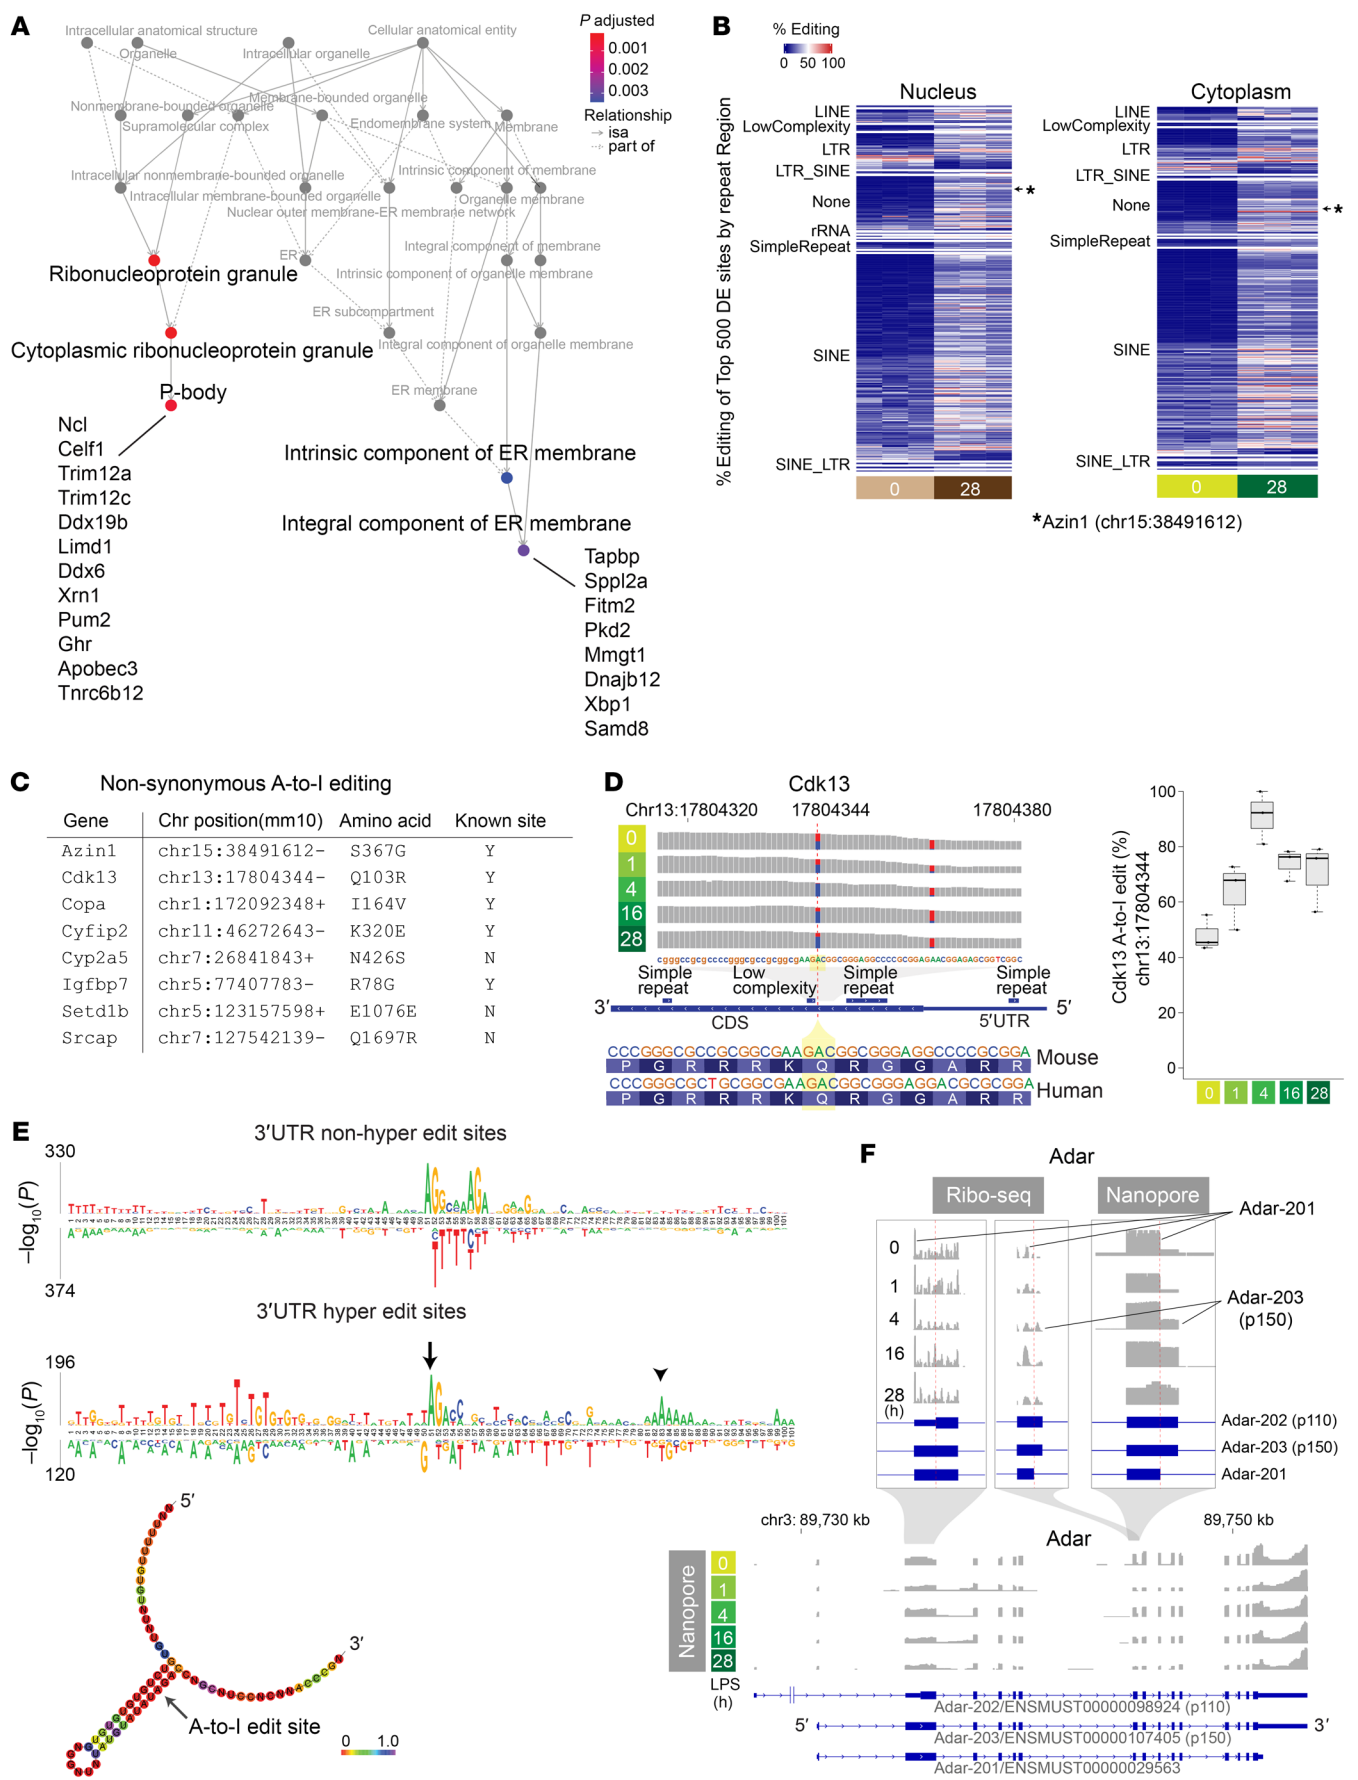 A
Intracellular anatomical structure
Cellular anatomical entity
Organelle
Intracellular organelle
Nonmembrane-bounded organelle
Membrane-bounded organelle
Supramolecular complex
Endomembrane system
Membrane
Intracellular nonmembrane-bounded organelle
Intrinsic component of membrane
Intracellular membrane-bounded organelle
Organelle membrane
Nuclear outer membrane-ER membrane network
ER
Integral component of membrane
Ribonucleoprotein granule
Intrinsic component of organelle membrane
ER subcompartment
Integral component of organelle membrane
Cytoplasmic ribonucleoprotein granule
P-body
ER membrane
Intrinsic component of ER membrane
Integral component of ER membrane
Ncl
Celf1
Trim12a
Trim12c
Ddx19b
Limd1
Ddx6
Xrn1
Pum2
Ghr
Apobec3
Tnrc6b12
Tapbp
Sppl2a
Fitm2
Pkd2
Mmgt1
Dnajb12
Xbp1
Samd8
P adjusted
0.001
0.002
0.003
Relationship
isa
part of
B
% Editing
0 50 100
Nucleus
Cytoplasm
% Editing of Top 500 DE sites by repeat Region
LINE
LowComplexity
LTR
LTR_SINE
None
rRNA
SimpleRepeat
SINE
SINE_LTR
*
0 28
LINE
LowComplexity
LTR
LTR_SINE
None
SimpleRepeat
SINE
SINE_LTR
*
0 28
*Azin1 (chr15:38491612)
C
Non-synonymous A-to-I editing
Gene Chr position(mm10) Amino acid Known site
Azin1 chr15:38491612- S367G Y
Cdk13 chr13:17804344- Q103R Y
Copa chr1:172092348+ I164V Y
Cyfip2 chr11:46272643- K320E Y
Cyp2a5 chr7:26841843+ N426S N
Igfbp7 chr5:77407783- R78G Y
Setd1b chr5:123157598+ E1076E N
Srcap chr7:127542139- Q1697R N
D
Cdk13
Chr13:17804320 17804344 17804380
0
1
4
16
28
Simple repeat
Low complexity
Simple repeat
Simple repeat
3′ 5′
CDS 5′UTR
CCCGGGCGCCGCGGCGAAGACGGCGGGAGGCCCCGCGGA Mouse
P G R R R K Q R G G A R R
CCCGGGCGCTGCGGCGAAGACGGCGGGAGGACGCGCGGA Human
P G R R R K Q R G G A R R
Cdk13 A-to-I edit (%)
chr13:17804344
100
80
60
40
20
0
0 1 4 16 28
E
3′UTR non-hyper edit sites
330
–log10(P)
374
3′UTR hyper edit sites
196
–log10(P)
120
5′
3′
A-to-I edit site
0 1.0
F
Adar
Ribo-seq
Nanopore
Adar-201
0
1
4
16
28
(h)
Adar-203
(p150)
Adar-202 (p110)
Adar-203 (p150)
Adar-201
chr3: 89,730 kb
89,750 kb
Adar
Nanopore
0
1
4
16
28
LPS
(h)
Adar-202/ENSMUST00000098924 (p110)
5′ 3′
Adar-203/ENSMUST00000107405 (p150)
Adar-201/ENSMUST00000029563